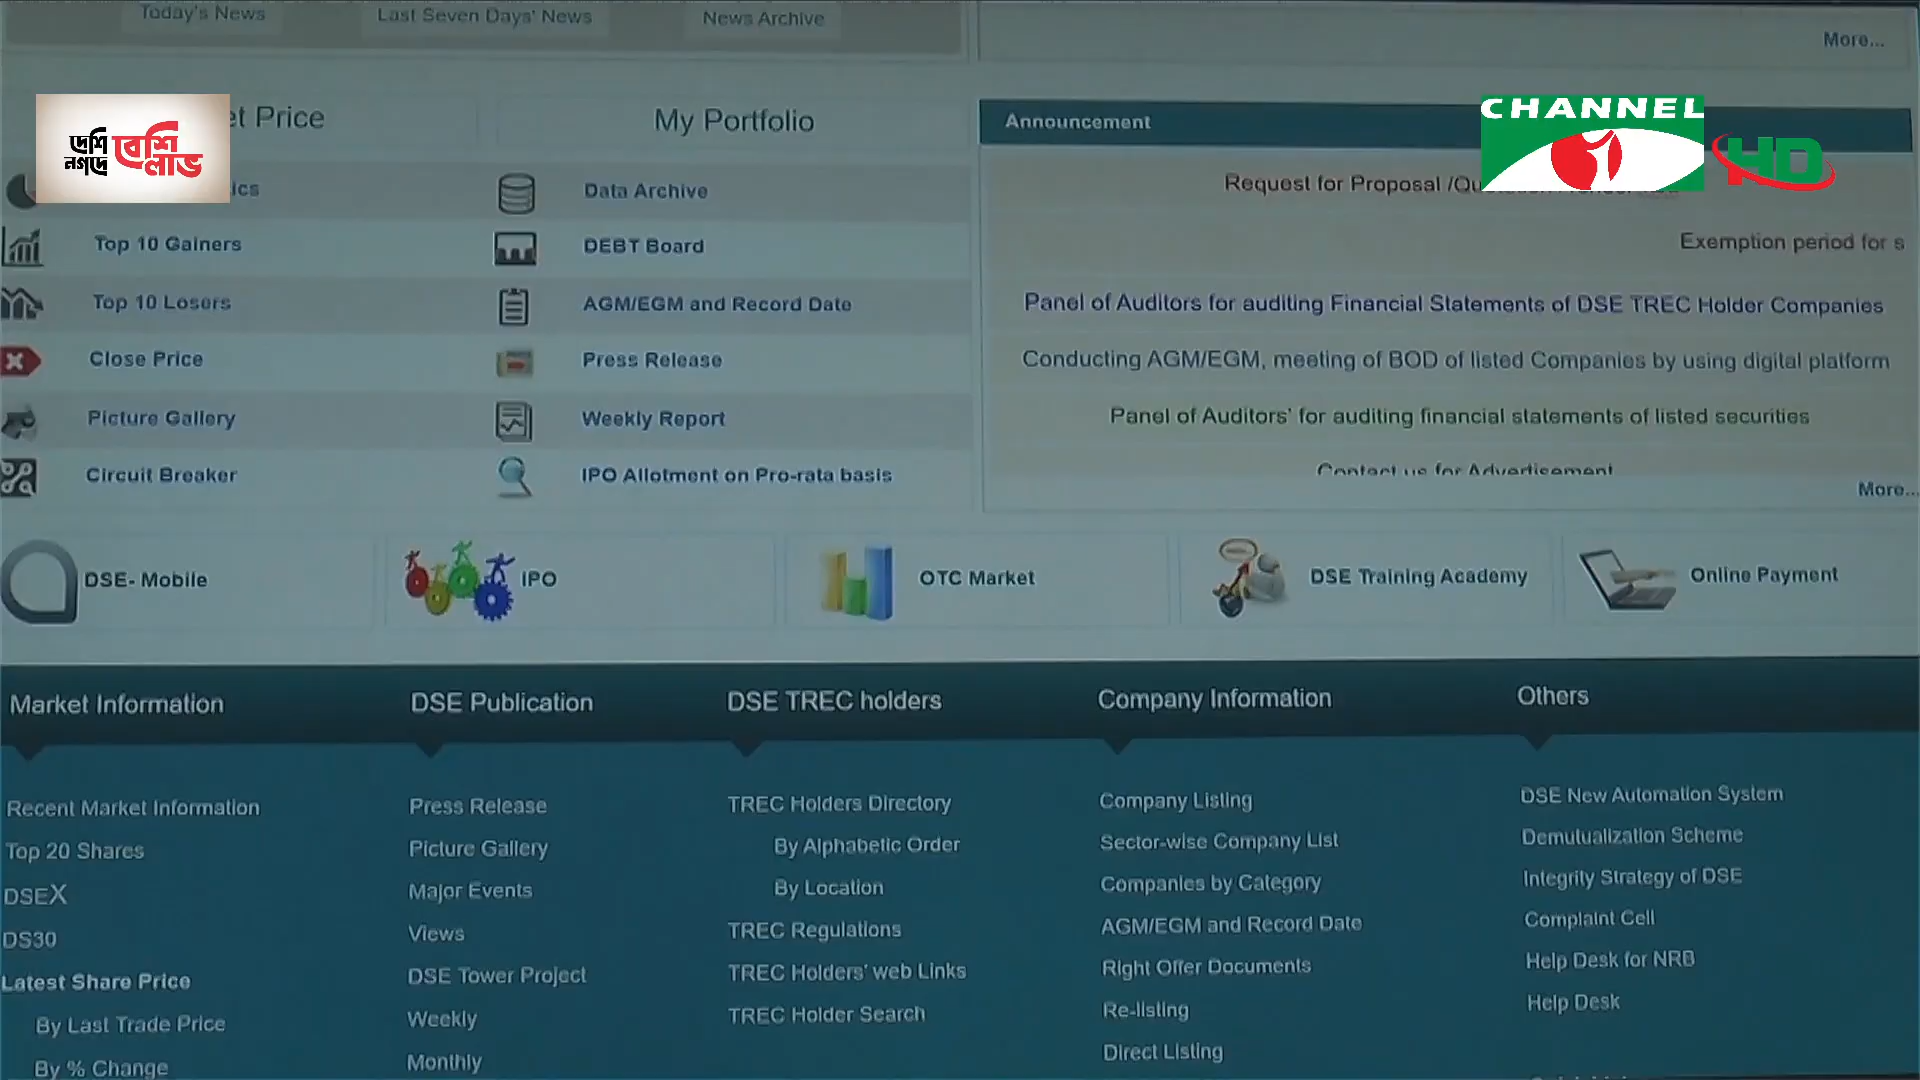 Today's News
Last Seven Days' News
News Archive
More...
et Price
My Portfolio
Announcement
দেশি
নগদে
বেশি
লাভ
CHANNEL
HD
ics
Data Archive
Request for Proposal /Qu
Top 10 Gainers
DEBT Board
Exemption period for s
Top 10 Losers
AGM/EGM and Record Date
Panel of Auditors for auditing Financial Statements of DSE TREC Holder Companies
Close Price
Press Release
Conducting AGM/EGM, meeting of BOD of listed Companies by using digital platform
Picture Gallery
Weekly Report
Panel of Auditors' for auditing financial statements of listed securities
Circuit Breaker
IPO Allotment on Pro-rata basis
Contact us for Advertisement
More...
DSE- Mobile
IPO
OTC Market
DSE Training Academy
Online Payment
Market Information
Recent Market Information
Top 20 Shares
DSEX
DS30
Latest Share Price
By Last Trade Price
By % Change
DSE Publication
Press Release
Picture Gallery
Major Events
Views
DSE Tower Project
Weekly
Monthly
DSE TREC holders
TREC Holders Directory
By Alphabetic Order
By Location
TREC Regulations
TREC Holders' web Links
TREC Holder Search
Company Information
Company Listing
Sector-wise Company List
Companies by Category
AGM/EGM and Record Date
Right Offer Documents
Re-listing
Direct Listing
Others
DSE New Automation System
Demutualization Scheme
Integrity Strategy of DSE
Complaint Cell
Help Desk for NRB
Help Desk